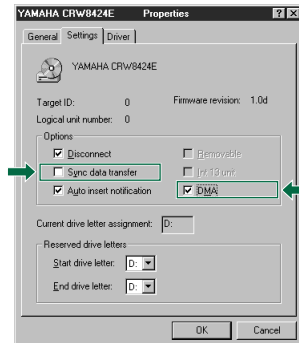 YAMAHA CRW8424E Properties
General Settings Driver
YAMAHA CRW8424E
Target ID: 0 Firmware revision: 1.0d
Logical unit number: 0
Options
Disconnect Removable
Sync data transfer Int 13 unit
Auto insert notification DMA
Current drive letter assignment: D:
Reserved drive letters
Start drive letter: D:
End drive letter: D:
OK Cancel